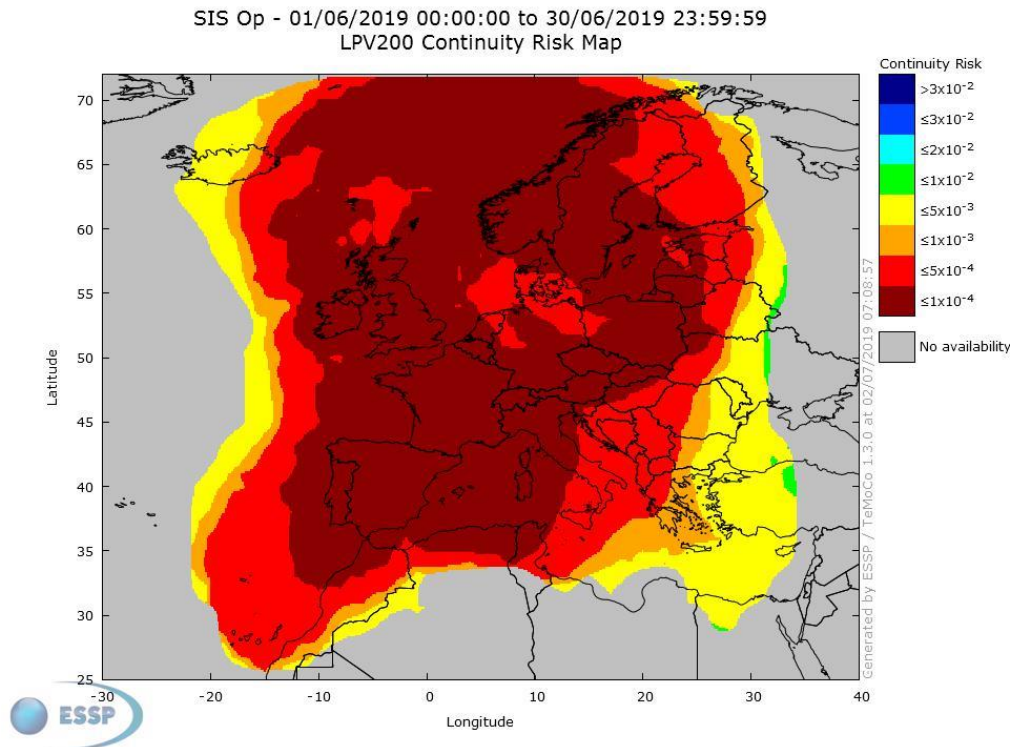 SIS Op - 01/06/2019 00:00:00 to 30/06/2019 23:59:59
LPV200 Continuity Risk Map
Continuity Risk
>3x10⁻²
≤3x10⁻²
≤2x10⁻²
≤1x10⁻²
≤5x10⁻³
≤1x10⁻³
≤5x10⁻⁴
≤1x10⁻⁴
No availability
Latitude
70
65
60
55
50
45
40
35
30
25
-30
-20
-10
0
10
20
30
40
Longitude
Generated by ESSP / TeMoCo 1.3.0 at 02/07/2019 07:08:57
ESSP